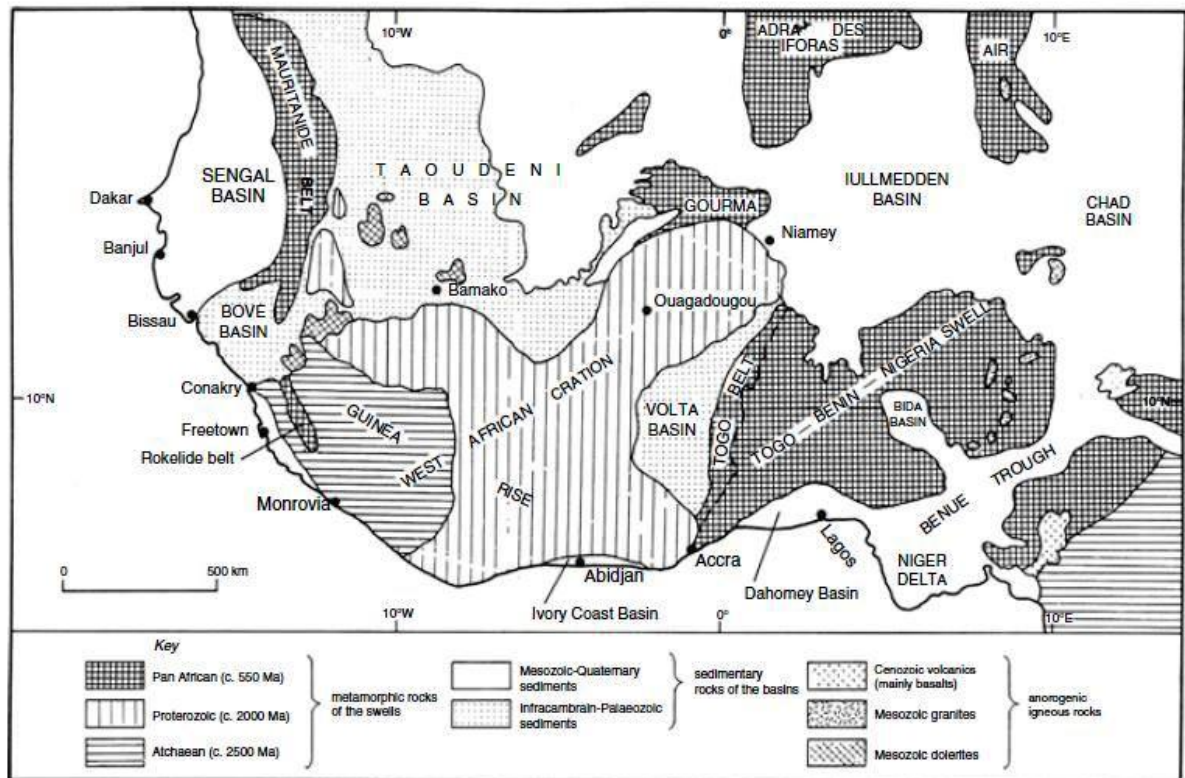 10°W
0°
10°E
ADRA DES
IFORAS
AIR
MAURITANIDE
BELT
TAOUDENI
BASIN
SENGAL
BASIN
IULLMEDDEN
BASIN
CHAD
BASIN
Dakar
GOURMA
Banjul
Niamey
Bamako
Ouagadougou
BOVE
BASIN
Bissau
TOGO — BENIN — NIGERIA SWELL
TOGO BELT
Conakry
10°N
GUINEA
RISE
WEST AFRICAN CRATION
VOLTA
BASIN
BIDA
BASIN
10°N
Freetown
Rokelide belt
BENUE TROUGH
Monrovia
Accra
Lagos
NIGER
DELTA
0 500 km
Abidjan
Dahomey Basin
Ivory Coast Basin
10°W
0°
10°E
Key
Pan African (c. 550 Ma)
Proterozoic (c. 2000 Ma)
Atchaean (c. 2500 Ma)
metamorphic rocks
of the swells
Mesozoic-Quaternary
sediments
Infracambrain-Palaeozoic
sediments
sedimentary
rocks of the basins
Cenozoic volcanics
(mainly basalts)
Mesozoic granites
Mesozoic dolerites
anorogenic
igneous rocks